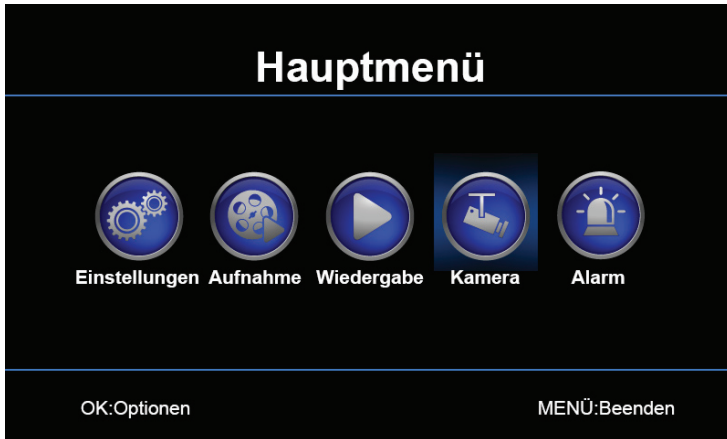 Hauptmenü
Einstellungen Aufnahme Wiedergabe Kamera Alarm
OK:Optionen MENÜ:Beenden